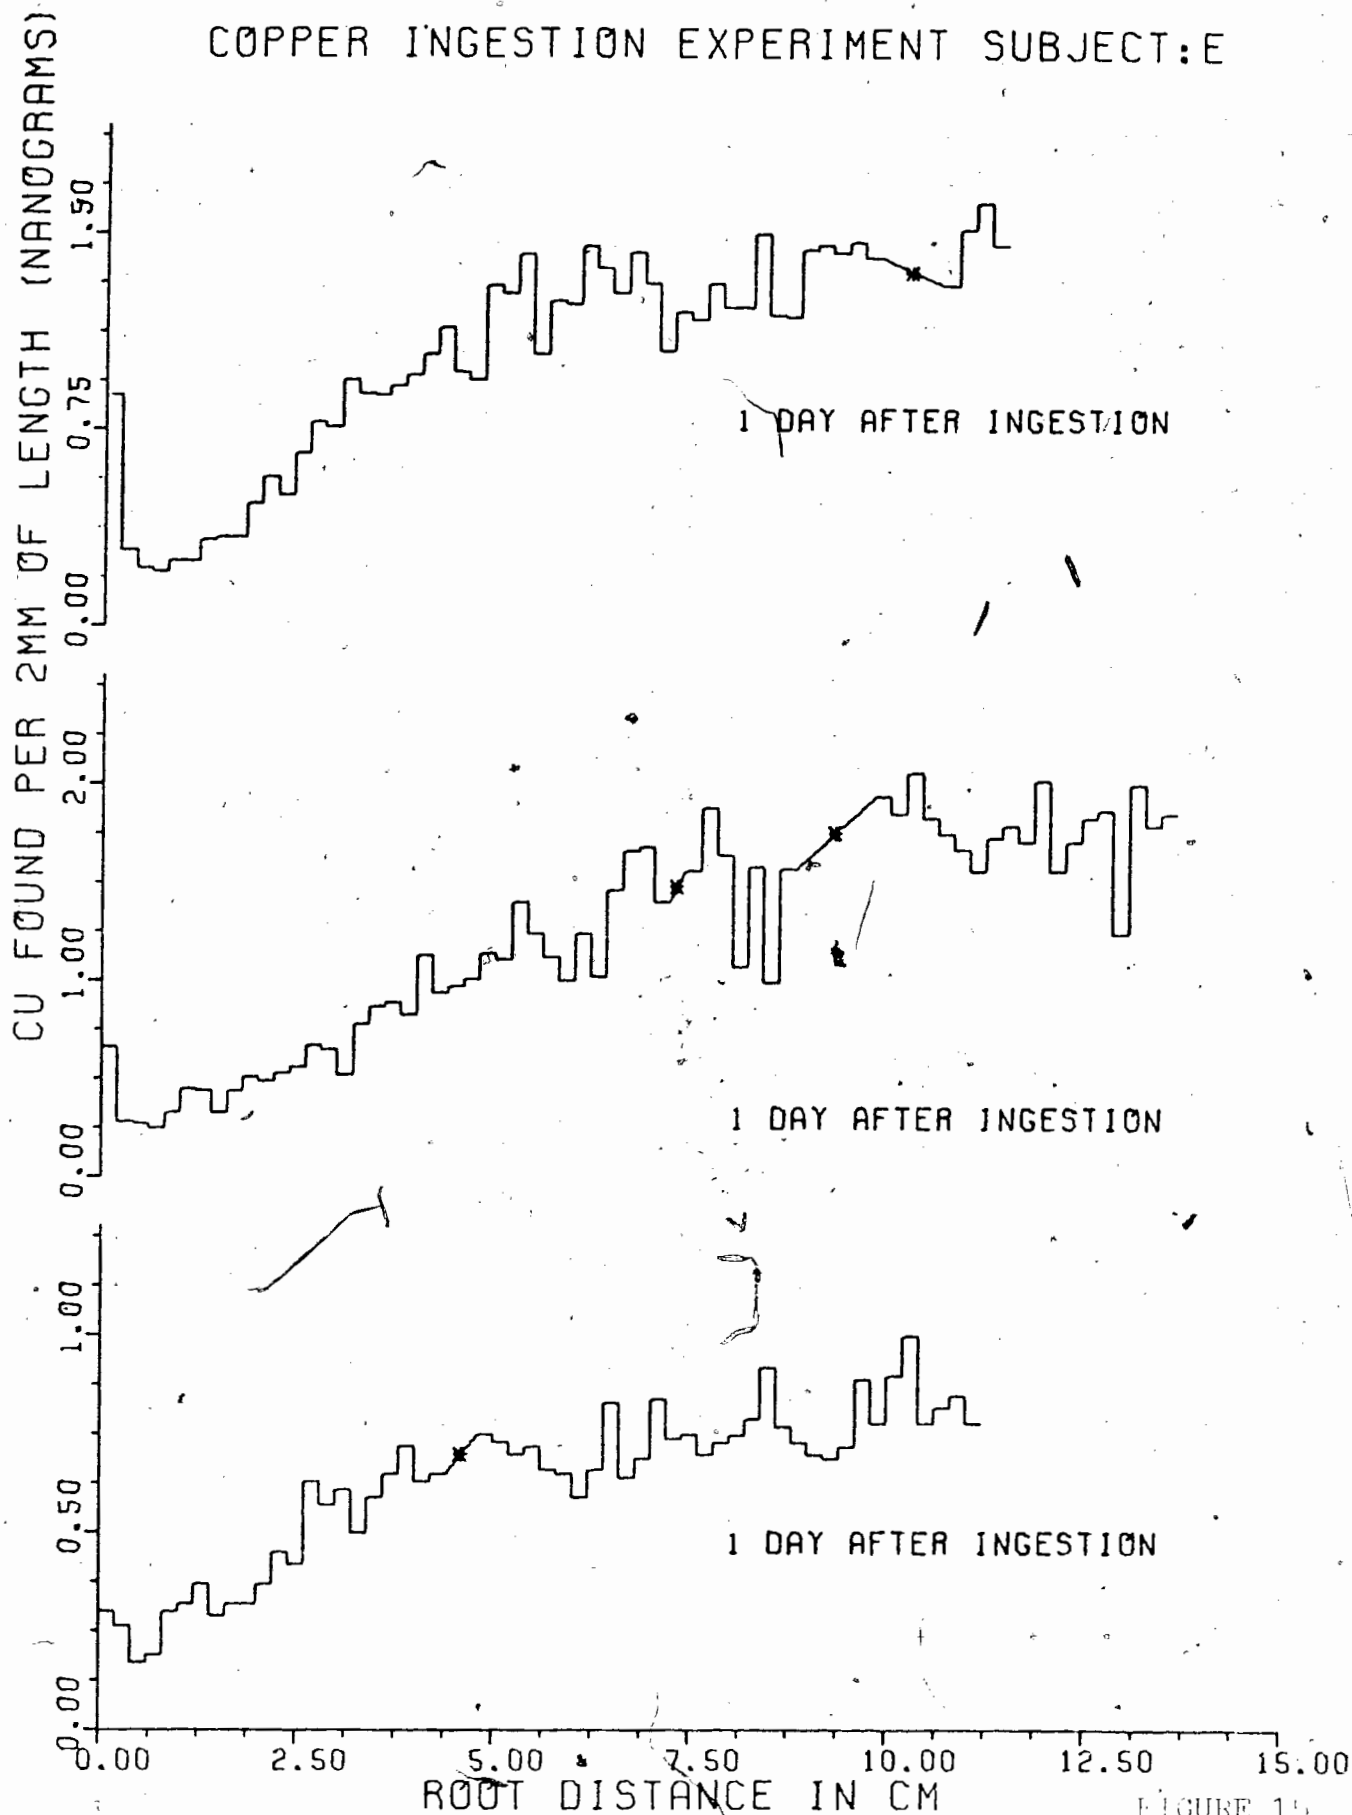 COPPER INGESTION EXPERIMENT SUBJECT:E
CU FOUND PER 2MM OF LENGTH (NANOGRAMS)
1.50
0.75
0.00
1 DAY AFTER INGESTION
2.00
1.00
0.00
1 DAY AFTER INGESTION
1.00
0.50
0.00
1 DAY AFTER INGESTION
0.00 2.50 5.00 7.50 10.00 12.50 15.00
ROOT DISTANCE IN CM
FIGURE 15